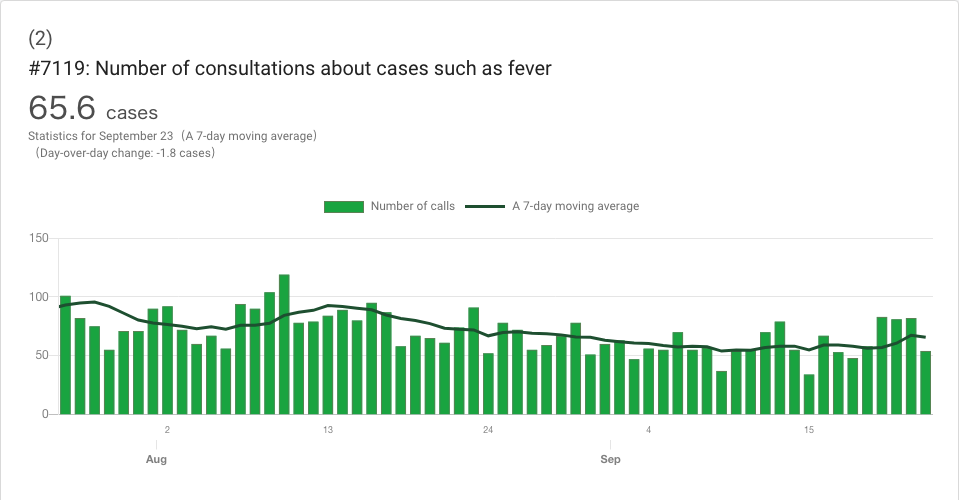 (2)
#7119: Number of consultations about cases such as fever
65.6 cases
Statistics for September 23（A 7-day moving average）
（Day-over-day change: -1.8 cases）
Number of calls A 7-day moving average
150
100
50
0
2 13 24 4 15
Aug Sep